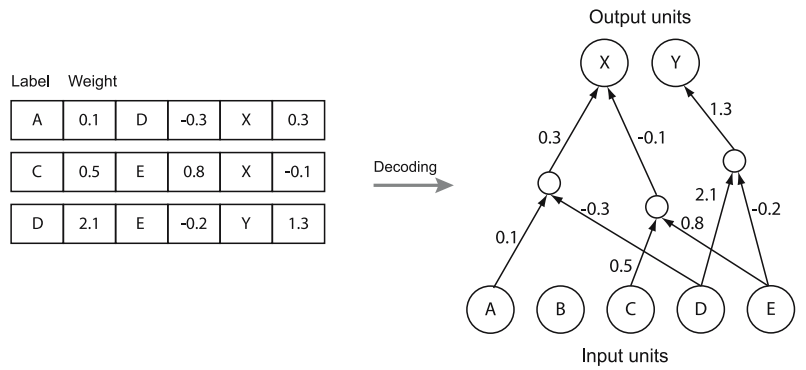 Output units
X Y
Label Weight
A 0.1 D -0.3 X 0.3
C 0.5 E 0.8 X -0.1
D 2.1 E -0.2 Y 1.3
Decoding
1.3
0.3 -0.1
2.1
-0.3 -0.2
0.8
0.1
0.5
A B C D E
Input units